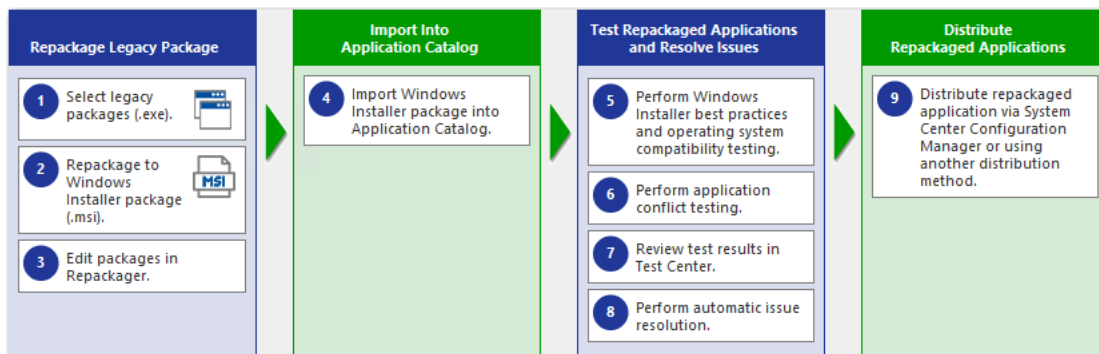 Repackage Legacy Package
1
Select legacy
packages (.exe).
2
Repackage to
Windows
Installer package
(.msi).
MSI
3
Edit packages in
Repackager.
Import Into
Application Catalog
4
Import Windows
Installer package into
Application Catalog.
Test Repackaged Applications
and Resolve Issues
5
Perform Windows
Installer best practices
and operating system
compatibility testing.
6
Perform application
conflict testing.
7
Review test results in
Test Center.
8
Perform automatic issue
resolution.
Distribute
Repackaged Applications
9
Distribute repackaged
application via System
Center Configuration
Manager or using
another distribution
method.